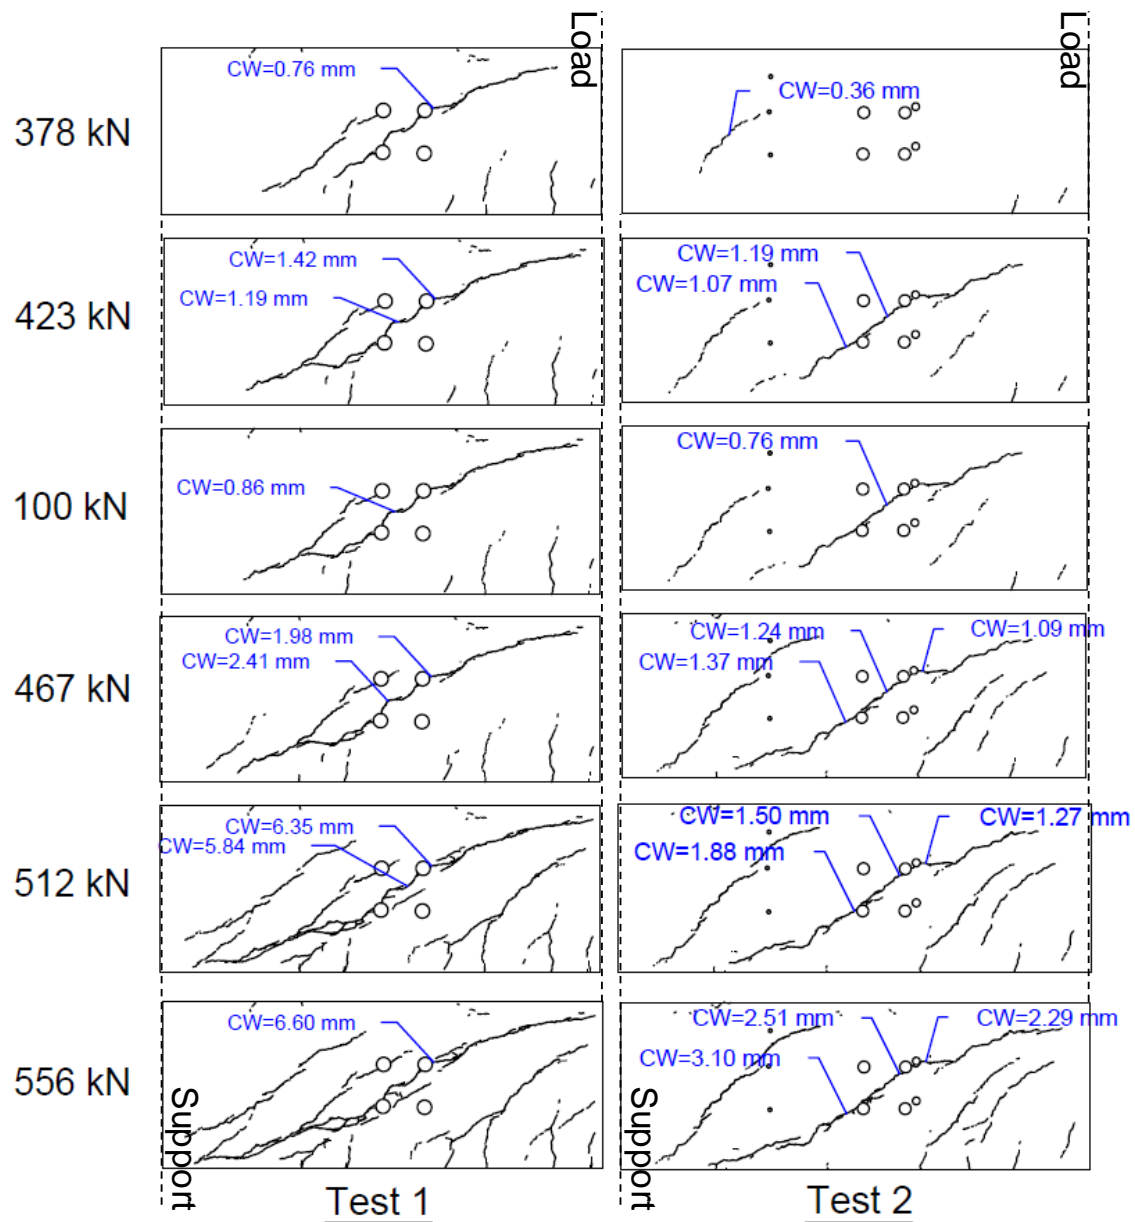 Load
Load
378 kN
CW=0.76 mm
CW=0.36 mm
423 kN
CW=1.42 mm
CW=1.19 mm
CW=1.19 mm
CW=1.07 mm
100 kN
CW=0.86 mm
CW=0.76 mm
467 kN
CW=1.98 mm
CW=2.41 mm
CW=1.24 mm
CW=1.09 mm
CW=1.37 mm
512 kN
CW=6.35 mm
CW=5.84 mm
CW=1.50 mm
CW=1.27 mm
CW=1.88 mm
556 kN
CW=6.60 mm
CW=2.51 mm
CW=2.29 mm
CW=3.10 mm
Support
Support
Test 1
Test 2